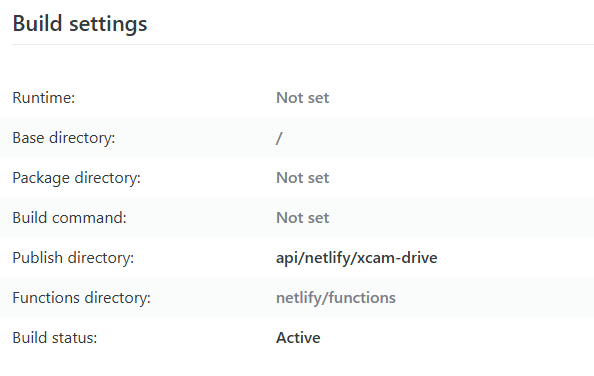 Build settings
Runtime: Not set
Base directory: /
Package directory: Not set
Build command: Not set
Publish directory: api/netlify/xcam-drive
Functions directory: netlify/functions
Build status: Active